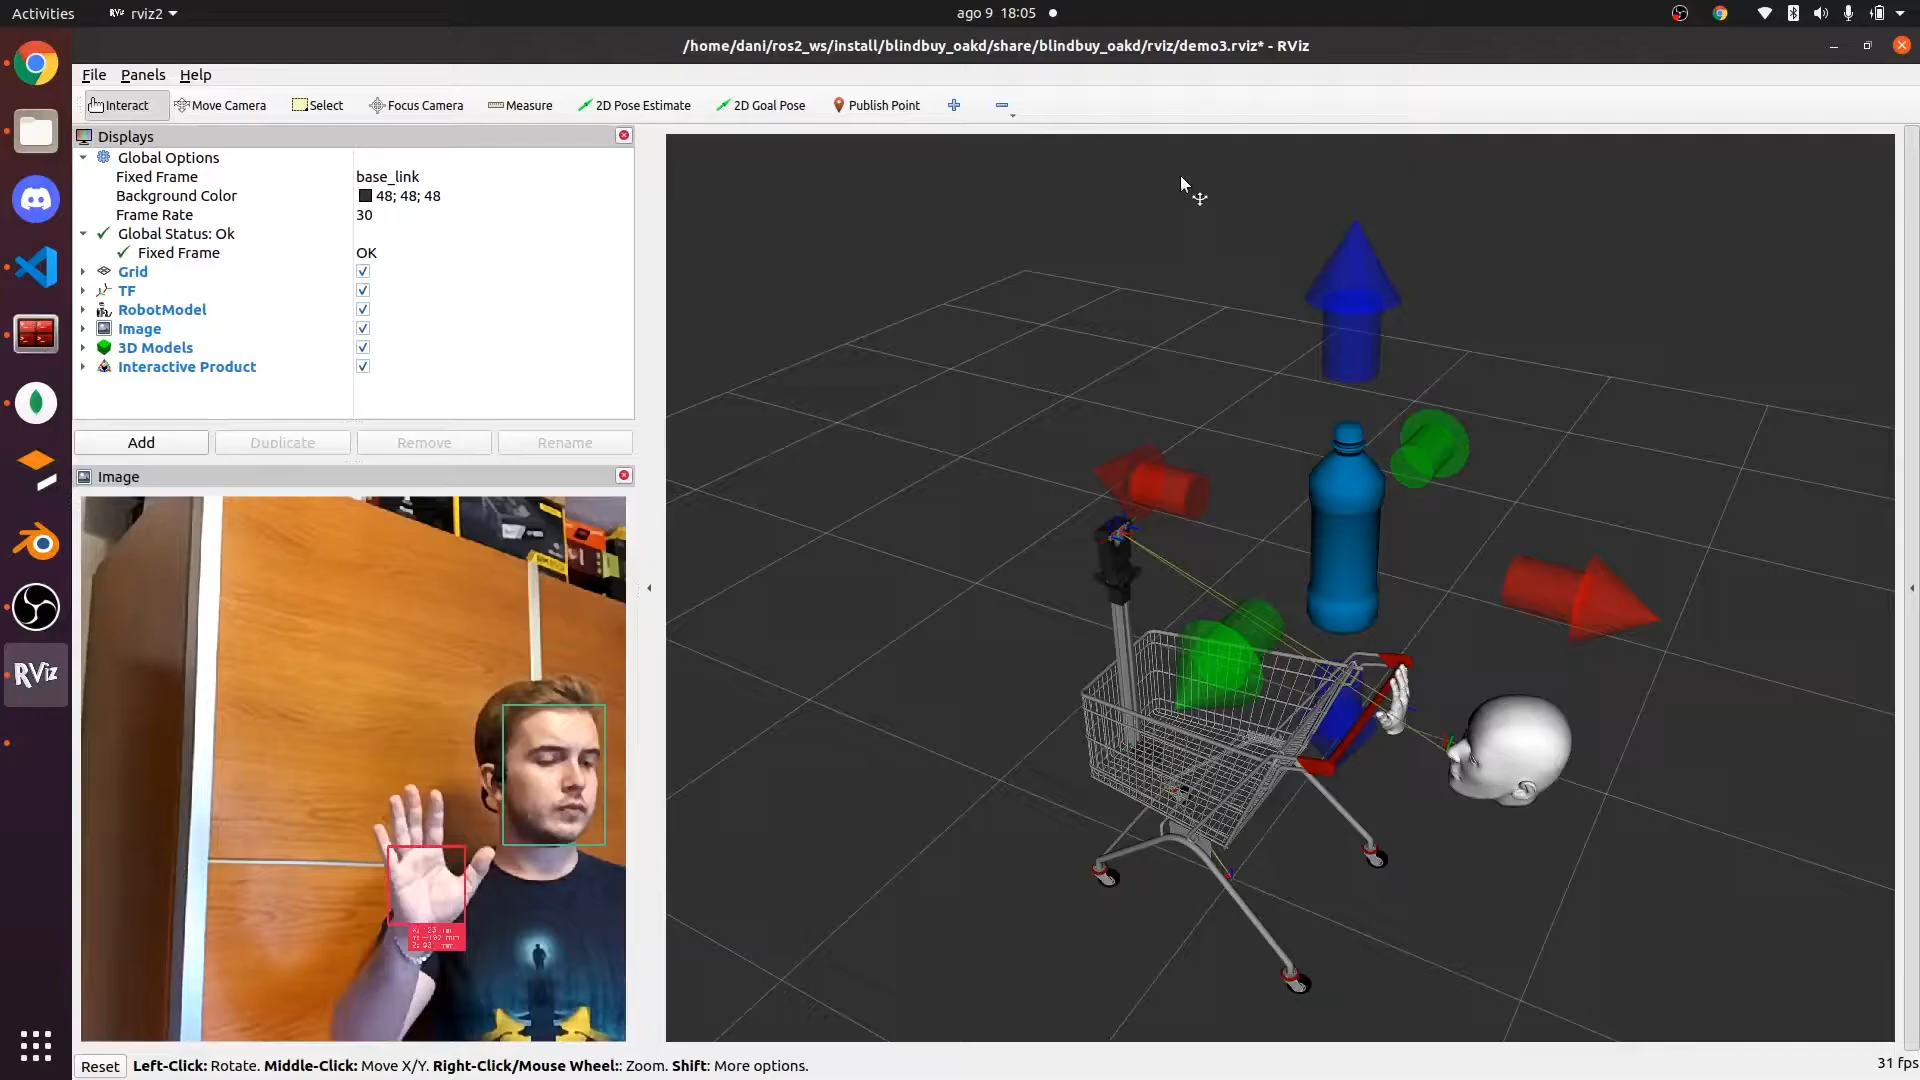 Activities
rviz2
ago 9 18:05
/home/dani/ros2_ws/install/blindbuy_oakd/share/blindbuy_oakd/rviz/demo3.rviz* - RViz
File Panels Help
Interact Move Camera Select Focus Camera Measure 2D Pose Estimate 2D Goal Pose Publish Point
Displays
Global Options
Fixed Frame base_link
Background Color 48; 48; 48
Frame Rate 30
Global Status: Ok
Fixed Frame OK
Grid
TF
RobotModel
Image
3D Models
Interactive Product
Add Duplicate Remove Rename
Image
RViz
Reset Left-Click: Rotate. Middle-Click: Move X/Y. Right-Click/Mouse Wheel:: Zoom. Shift: More options.
31 fps